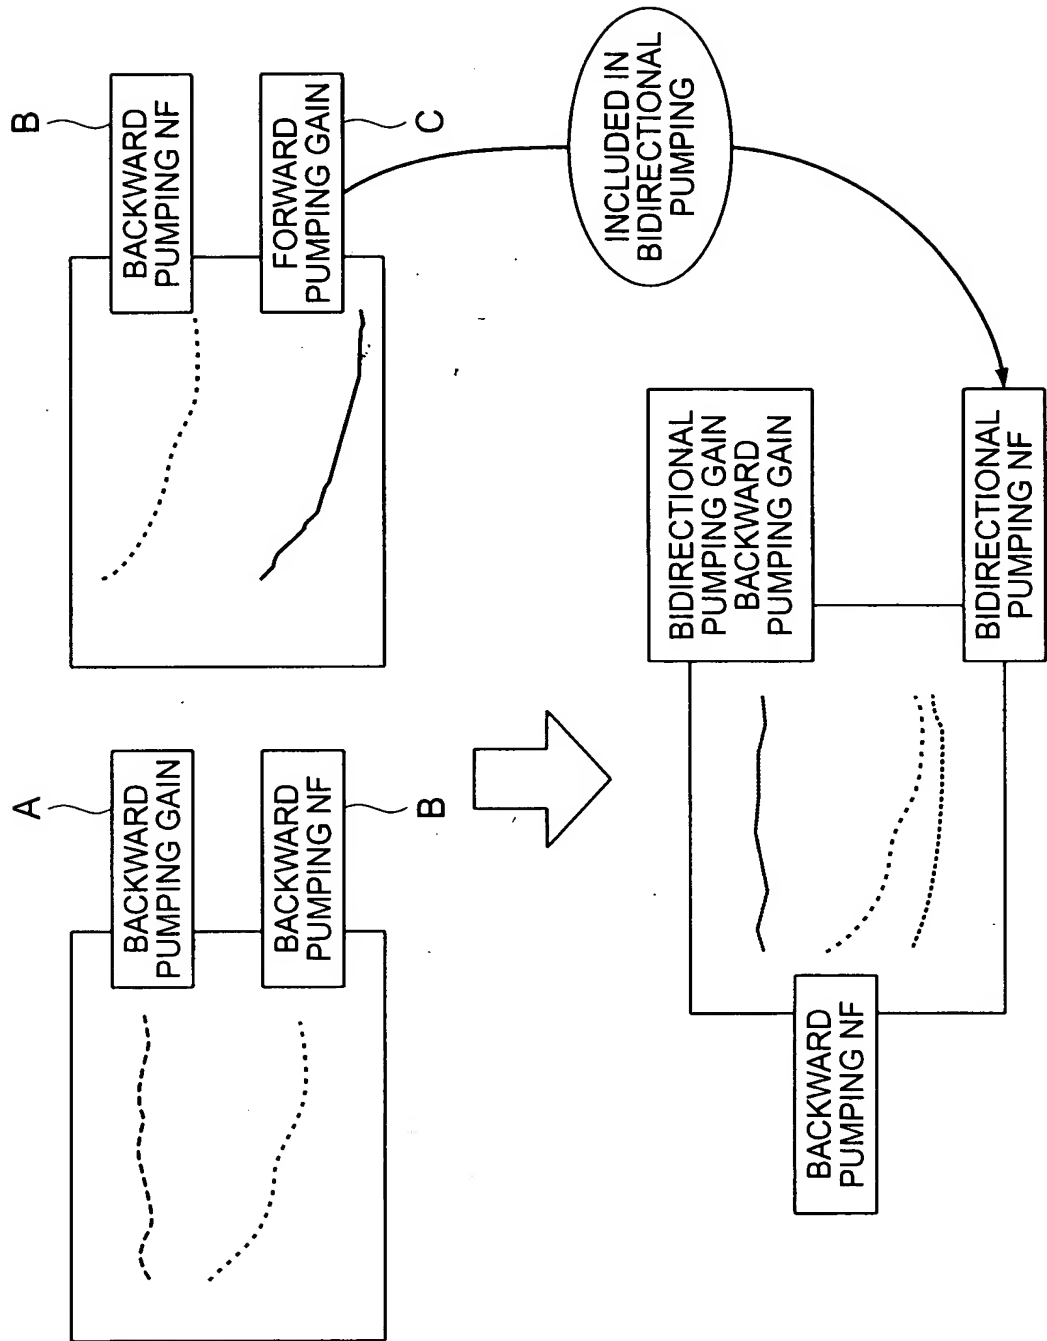 A
BACKWARD
PUMPING GAIN
BACKWARD
PUMPING NF
B
BACKWARD
PUMPING NF
B
FORWARD
PUMPING GAIN
C
INCLUDED IN
BIDIRECTIONAL
PUMPING
BACKWARD
PUMPING NF
BIDIRECTIONAL
PUMPING GAIN
BACKWARD
PUMPING GAIN
BIDIRECTIONAL
PUMPING NF